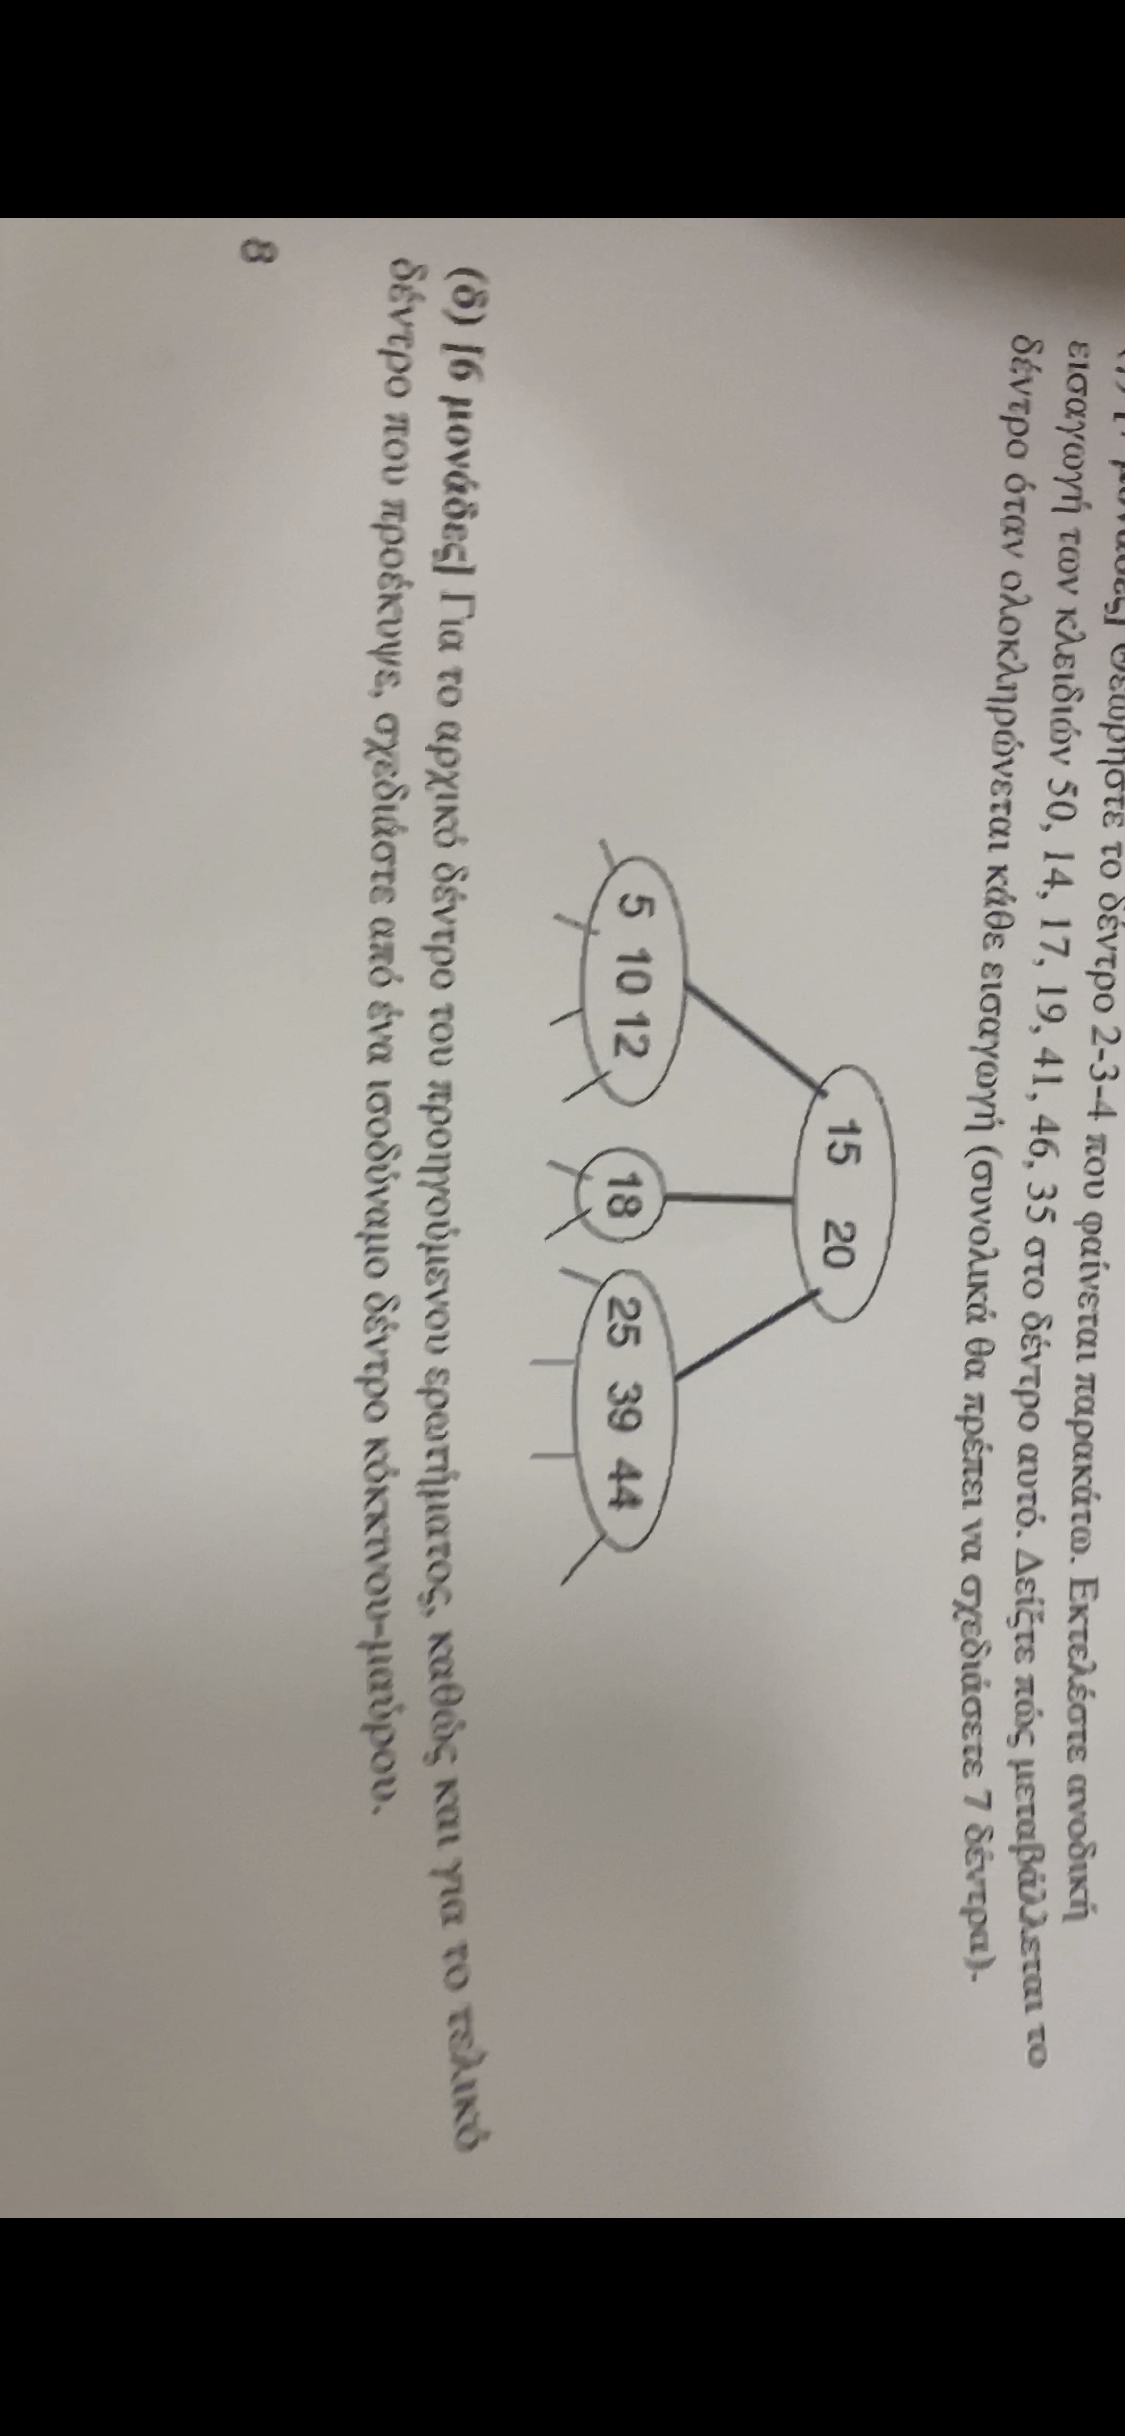 μονάδες] Θεωρήστε το δέντρο 2-3-4 που φαίνεται παρακάτω. Εκτελέστε ανοδική
εισαγωγή των κλειδιών 50, 14, 17, 19, 41, 46, 35 στο δέντρο αυτό. Δείξτε πώς μεταβάλλεται το
δέντρο όταν ολοκληρώνεται κάθε εισαγωγή (συνολικά θα πρέπει να σχεδιάσετε 7 δέντρα).
15 20
5 10 12 18 25 39 44
(δ) [6 μονάδες] Για το αρχικό δέντρο του προηγούμενου ερωτήματος, καθώς και για το τελικό
δέντρο που προέκυψε, σχεδιάστε από ένα ισοδύναμο δέντρο κόκκινου-μαύρου.
8